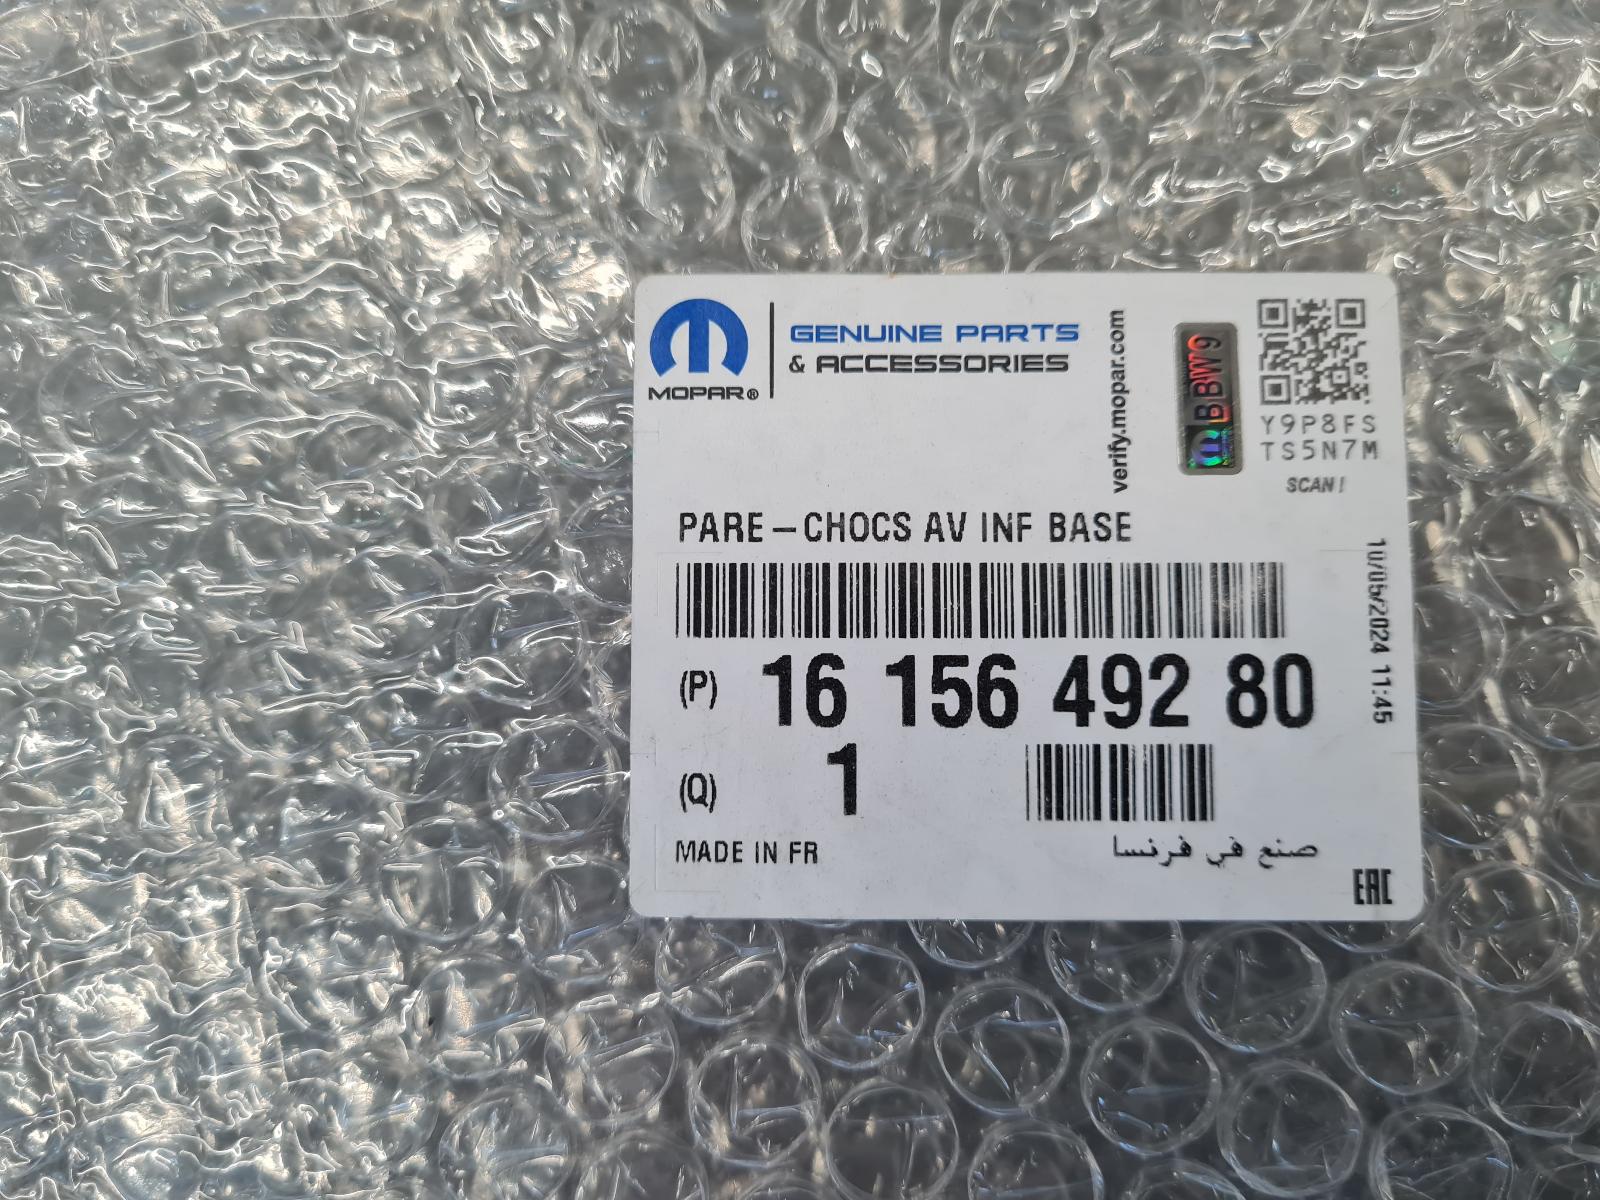 MOPAR®
GENUINE PARTS
& ACCESSORIES
verify.mopar.com
BBW9
Y9P8FS
TS5N7M
SCAN!
PARE-CHOCS AV INF BASE
10/05/2024 11:45
(P) 16 156 492 80
(Q) 1
MADE IN FR
صنع في فرنسا
EAC